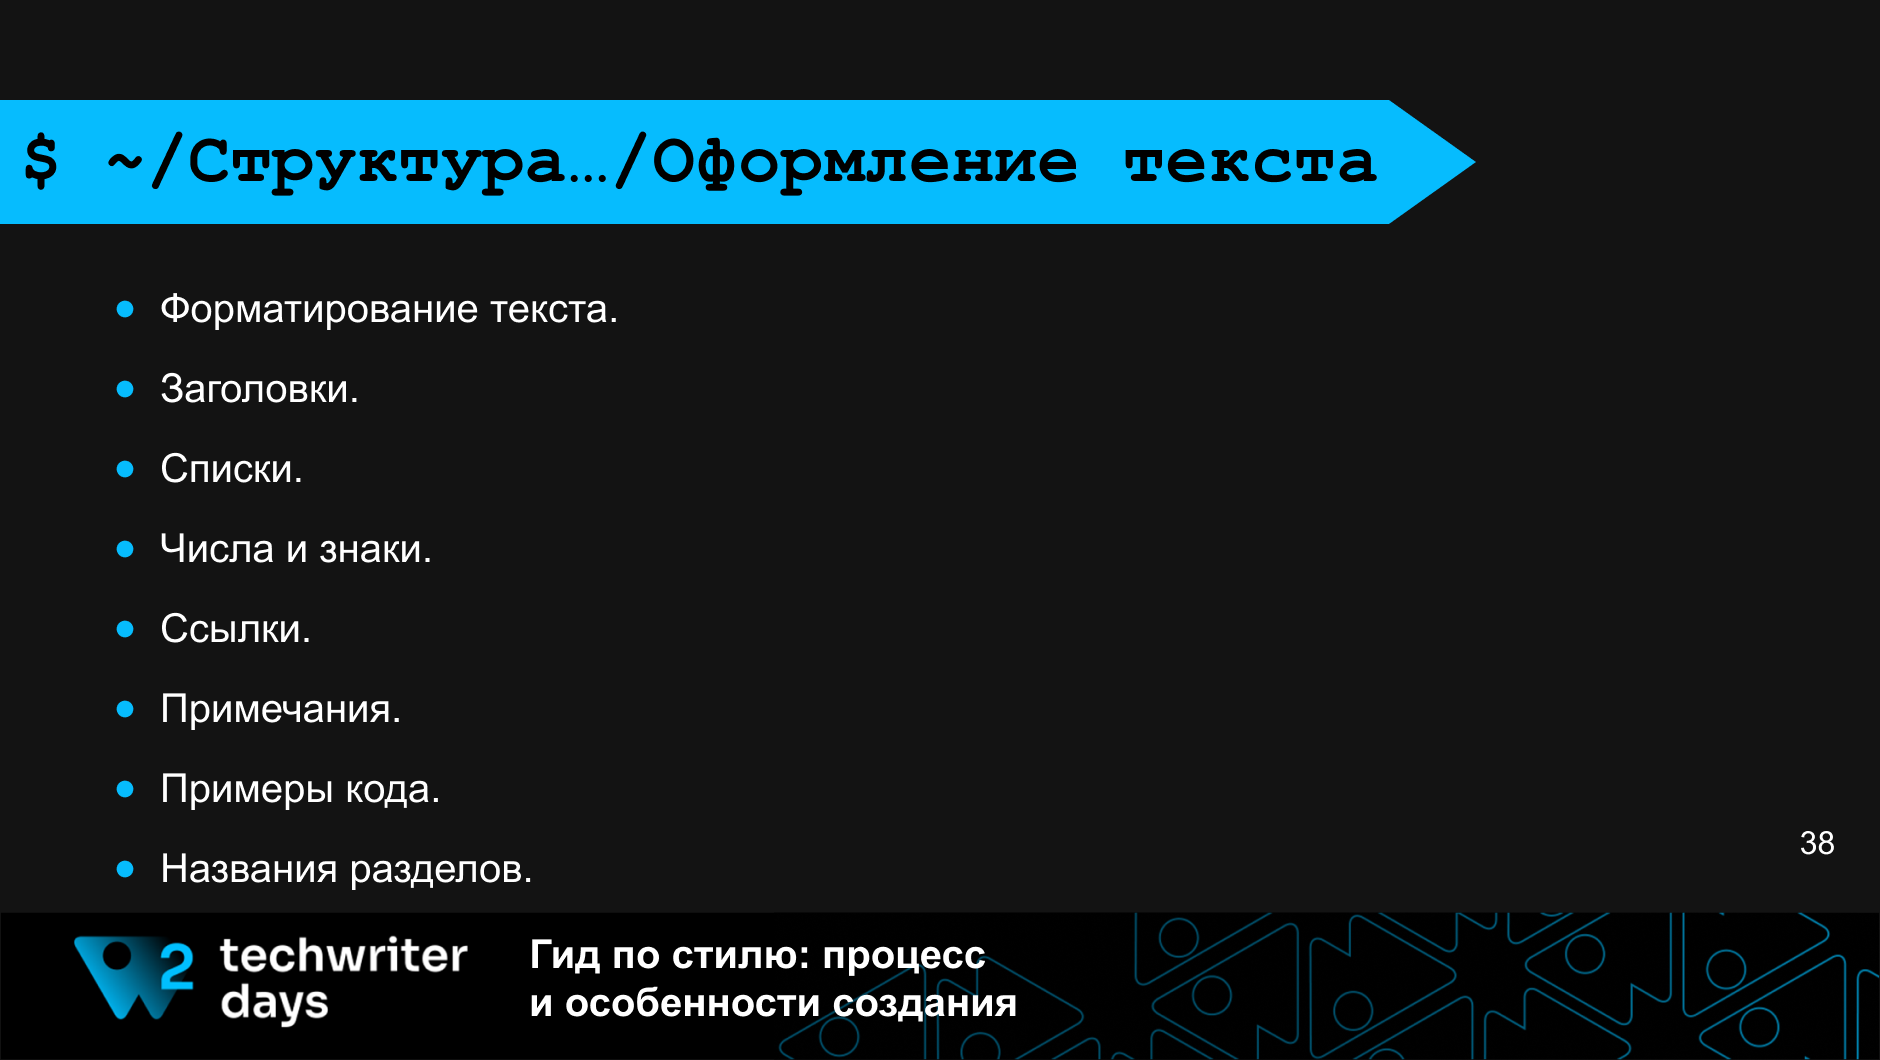 $ ~/Структура…/Оформление текста
● Форматирование текста.
● Заголовки.
● Списки.
● Числа и знаки.
● Ссылки.
● Примечания.
● Примеры кода.
● Названия разделов.
38
2 techwriter
days
Гид по стилю: процесс
и особенности создания